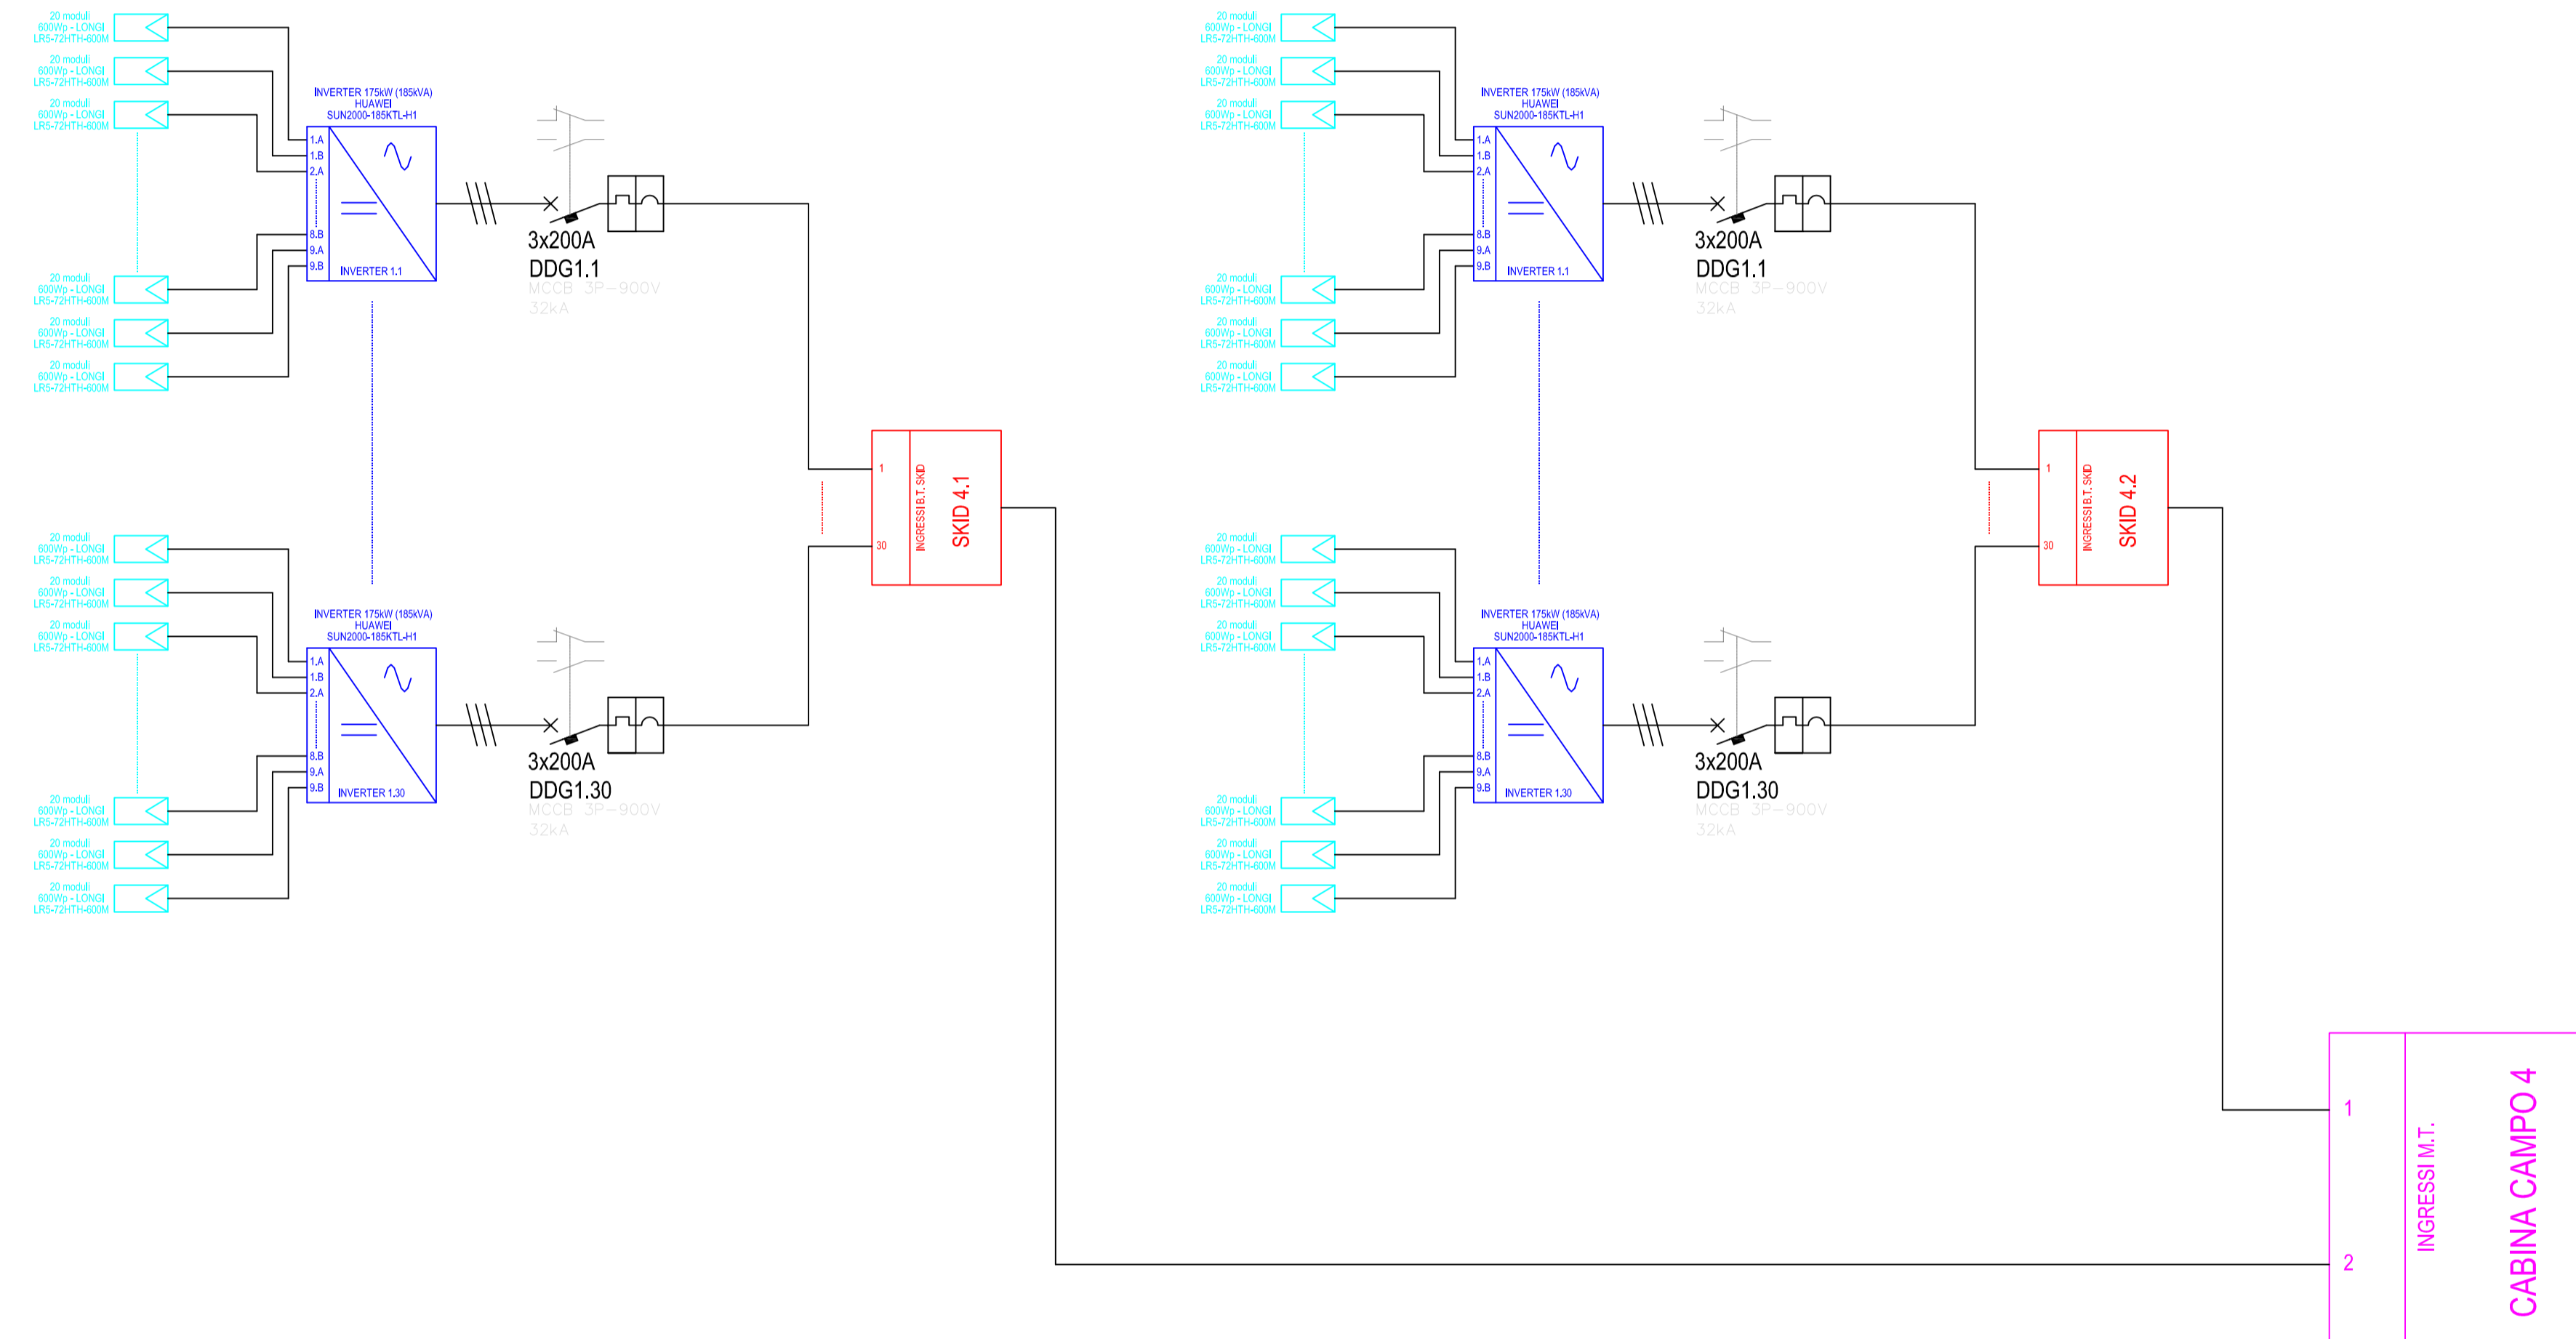 20 moduli
600Wp - LONGI
LR5-72HTH-600M
20 moduli
600Wp - LONGI
LR5-72HTH-600M
20 moduli
600Wp - LONGI
LR5-72HTH-600M
20 moduli
600Wp - LONGI
LR5-72HTH-600M
20 moduli
600Wp - LONGI
LR5-72HTH-600M
20 moduli
600Wp - LONGI
LR5-72HTH-600M
INVERTER 175kW (185kVA)
HUAWEI
SUN2000-185KTL-H1
1.A
1.B
2.A
8.B
9.A
9.B
INVERTER 1.1
3x200A
DDG1.1
MCCB 3P-900V
32kA
20 moduli
600Wp - LONGI
LR5-72HTH-600M
20 moduli
600Wp - LONGI
LR5-72HTH-600M
20 moduli
600Wp - LONGI
LR5-72HTH-600M
20 moduli
600Wp - LONGI
LR5-72HTH-600M
20 moduli
600Wp - LONGI
LR5-72HTH-600M
20 moduli
600Wp - LONGI
LR5-72HTH-600M
INVERTER 175kW (185kVA)
HUAWEI
SUN2000-185KTL-H1
1.A
1.B
2.A
8.B
9.A
9.B
INVERTER 1.30
3x200A
DDG1.30
MCCB 3P-900V
32kA
1
30
INGRESSI B.T. SKID
SKID 4.1
20 moduli
600Wp - LONGI
LR5-72HTH-600M
20 moduli
600Wp - LONGI
LR5-72HTH-600M
20 moduli
600Wp - LONGI
LR5-72HTH-600M
20 moduli
600Wp - LONGI
LR5-72HTH-600M
20 moduli
600Wp - LONGI
LR5-72HTH-600M
20 moduli
600Wp - LONGI
LR5-72HTH-600M
INVERTER 175kW (185kVA)
HUAWEI
SUN2000-185KTL-H1
1.A
1.B
2.A
8.B
9.A
9.B
INVERTER 1.1
3x200A
DDG1.1
MCCB 3P-900V
32kA
20 moduli
600Wp - LONGI
LR5-72HTH-600M
20 moduli
600Wp - LONGI
LR5-72HTH-600M
20 moduli
600Wp - LONGI
LR5-72HTH-600M
20 moduli
600Wp - LONGI
LR5-72HTH-600M
20 moduli
600Wp - LONGI
LR5-72HTH-600M
20 moduli
600Wp - LONGI
LR5-72HTH-600M
INVERTER 175kW (185kVA)
HUAWEI
SUN2000-185KTL-H1
1.A
1.B
2.A
8.B
9.A
9.B
INVERTER 1.30
3x200A
DDG1.30
MCCB 3P-900V
32kA
1
30
INGRESSI B.T. SKID
SKID 4.2
1
2
INGRESSI M.T.
CABINA CAMPO 4